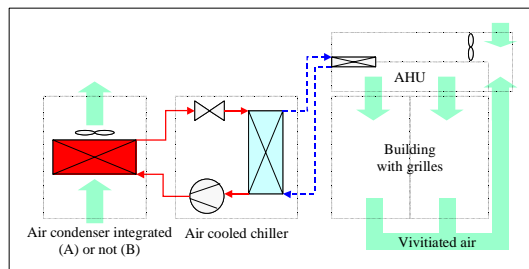 AHU
Building
with grilles
Air condenser integrated
(A) or not (B)
Air cooled chiller
Vivitiated air